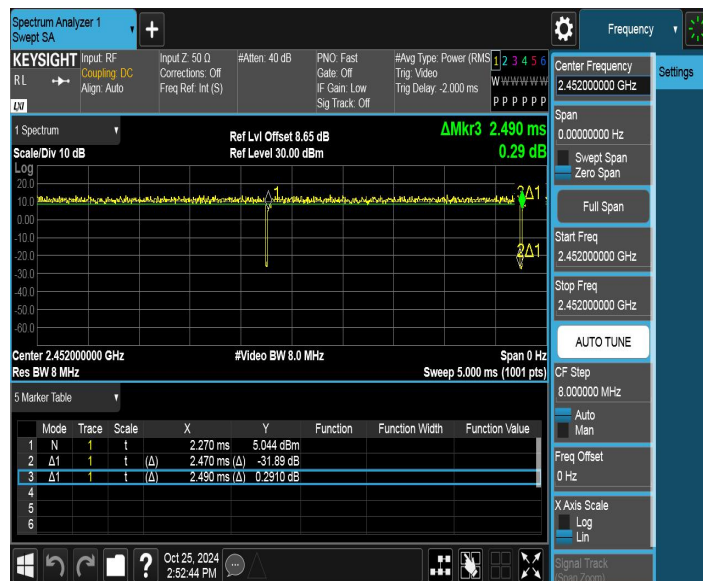 Spectrum Analyzer 1
Swept SA
+
Frequency
KEYSIGHT
RL
LXI
Input: RF
Coupling: DC
Align: Auto
Input Z: 50 Ω
Corrections: Off
Freq Ref: Int (S)
#Atten: 40 dB
PNO: Fast
Gate: Off
IF Gain: Low
Sig Track: Off
#Avg Type: Power (RMS
Trig: Video
Trig Delay: -2.000 ms
1 2 3 4 5 6
W W W W W W
P P P P P P
1 Spectrum
Scale/Div 10 dB
Ref Lvl Offset 8.65 dB
Ref Level 30.00 dBm
ΔMkr3 2.490 ms
0.29 dB
Log
20.0
10.0
0.00
-10.0
-20.0
-30.0
-40.0
-50.0
-60.0
1
3Δ1
2Δ1
Center 2.452000000 GHz
#Video BW 8.0 MHz
Span 0 Hz
Res BW 8 MHz
Sweep 5.000 ms (1001 pts)
5 Marker Table
Mode Trace Scale X Y Function Function Width Function Value
1 N 1 t 2.270 ms 5.044 dBm
2 Δ1 1 t (Δ) 2.470 ms (Δ) -31.89 dB
3 Δ1 1 t (Δ) 2.490 ms (Δ) 0.2910 dB
4
5
6
?
Oct 25, 2024
2:52:44 PM
Center Frequency
2.452000000 GHz
Span
0.00000000 Hz
Swept Span
Zero Span
Full Span
Start Freq
2.452000000 GHz
Stop Freq
2.452000000 GHz
AUTO TUNE
CF Step
8.000000 MHz
Auto
Man
Freq Offset
0 Hz
X Axis Scale
Log
Lin
Signal Track
(Span Zoom)
Settings